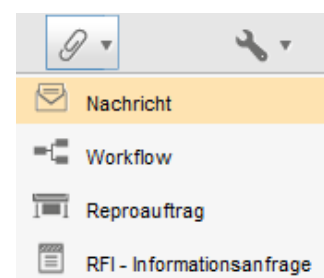 Nachricht
Workflow
Reproauftrag
RFI - Informationsanfrage